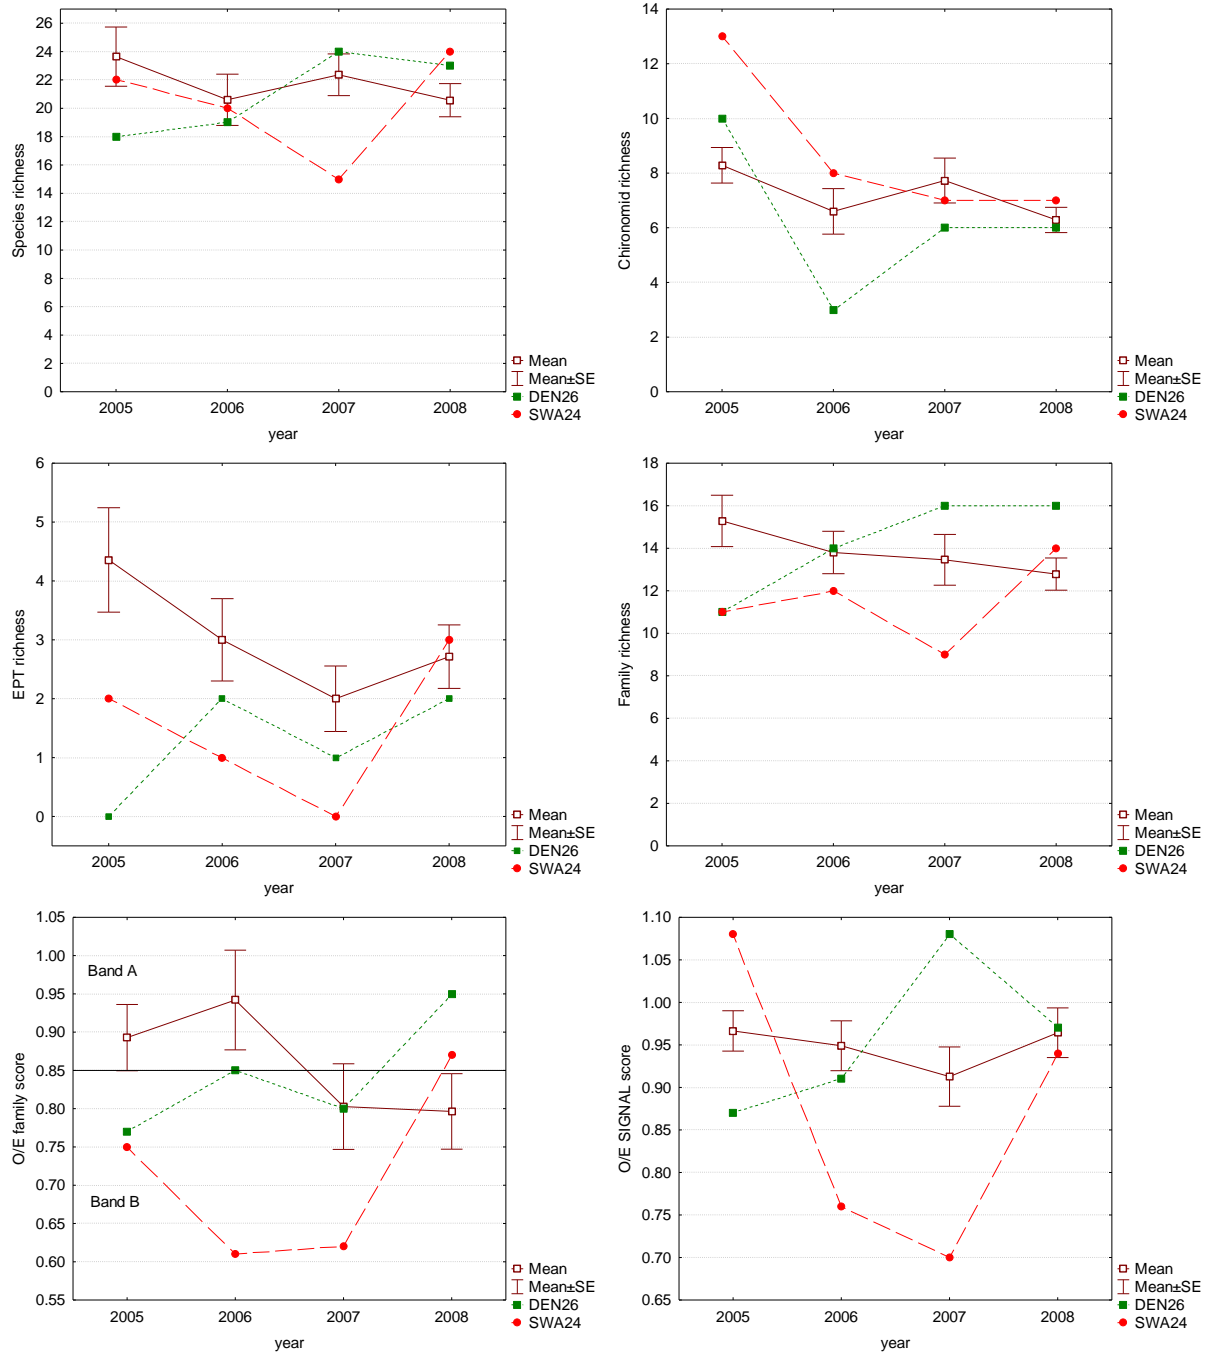 Species richness
26
24
22
20
18
16
14
12
10
8
6
4
2
0
2005 2006 2007 2008
year
Mean
Mean±SE
DEN26
SWA24
Chironomid richness
14
12
10
8
6
4
2
0
2005 2006 2007 2008
year
Mean
Mean±SE
DEN26
SWA24
EPT richness
6
5
4
3
2
1
0
2005 2006 2007 2008
year
Mean
Mean±SE
DEN26
SWA24
Family richness
18
16
14
12
10
8
6
4
2
0
2005 2006 2007 2008
year
Mean
Mean±SE
DEN26
SWA24
O/E family score
1.05
1.00
0.95
0.90
0.85
0.80
0.75
0.70
0.65
0.60
0.55
Band A
Band B
2005 2006 2007 2008
year
Mean
Mean±SE
DEN26
SWA24
O/E SIGNAL score
1.10
1.05
1.00
0.95
0.90
0.85
0.80
0.75
0.70
0.65
2005 2006 2007 2008
year
Mean
Mean±SE
DEN26
SWA24